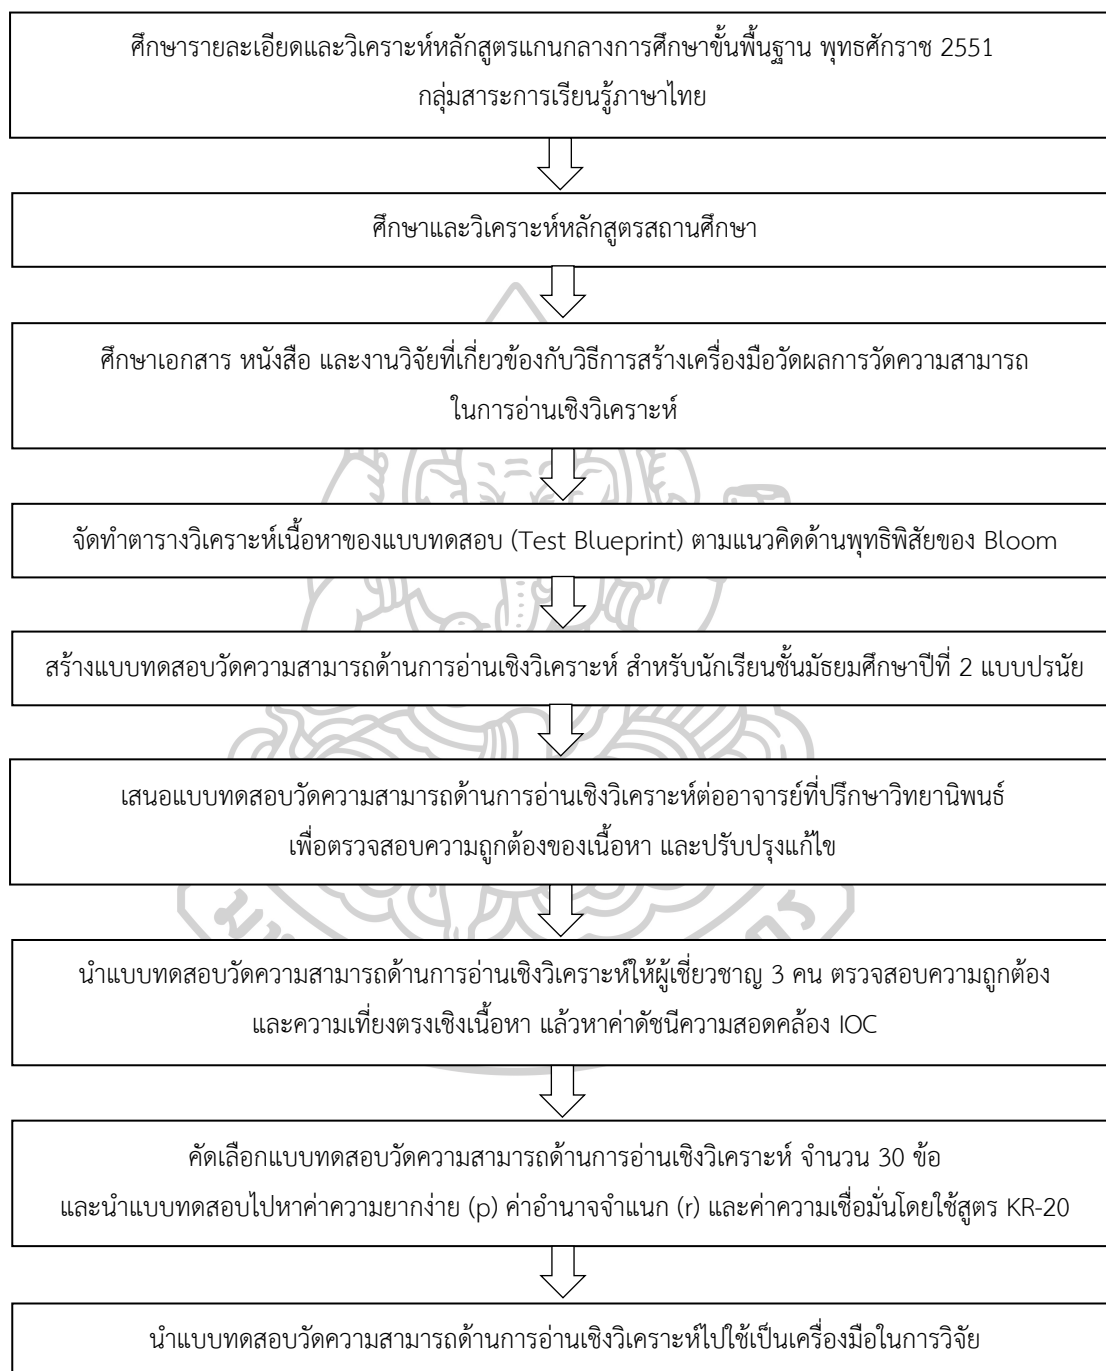 ศึกษารายละเอียดและวิเคราะห์หลักสูตรแกนกลางการศึกษาขั้นพื้นฐาน พุทธศักราช 2551
กลุ่มสาระการเรียนรู้ภาษาไทย
ศึกษาและวิเคราะห์หลักสูตรสถานศึกษา
ศึกษาเอกสาร หนังสือ และงานวิจัยที่เกี่ยวข้องกับวิธีการสร้างเครื่องมือวัดผลการวัดความสามารถ
ในการอ่านเชิงวิเคราะห์
จัดทำตารางวิเคราะห์เนื้อหาของแบบทดสอบ (Test Blueprint) ตามแนวคิดด้านพุทธิพิสัยของ Bloom
สร้างแบบทดสอบวัดความสามารถด้านการอ่านเชิงวิเคราะห์ สำหรับนักเรียนชั้นมัธยมศึกษาปีที่ 2 แบบปรนัย
เสนอแบบทดสอบวัดความสามารถด้านการอ่านเชิงวิเคราะห์ต่ออาจารย์ที่ปรึกษาวิทยานิพนธ์
เพื่อตรวจสอบความถูกต้องของเนื้อหา และปรับปรุงแก้ไข
นำแบบทดสอบวัดความสามารถด้านการอ่านเชิงวิเคราะห์ให้ผู้เชี่ยวชาญ 3 คน ตรวจสอบความถูกต้อง
และความเที่ยงตรงเชิงเนื้อหา แล้วหาค่าดัชนีความสอดคล้อง IOC
คัดเลือกแบบทดสอบวัดความสามารถด้านการอ่านเชิงวิเคราะห์ จำนวน 30 ข้อ
และนำแบบทดสอบไปหาค่าความยากง่าย (p) ค่าอำนาจจำแนก (r) และค่าความเชื่อมั่นโดยใช้สูตร KR-20
นำแบบทดสอบวัดความสามารถด้านการอ่านเชิงวิเคราะห์ไปใช้เป็นเครื่องมือในการวิจัย